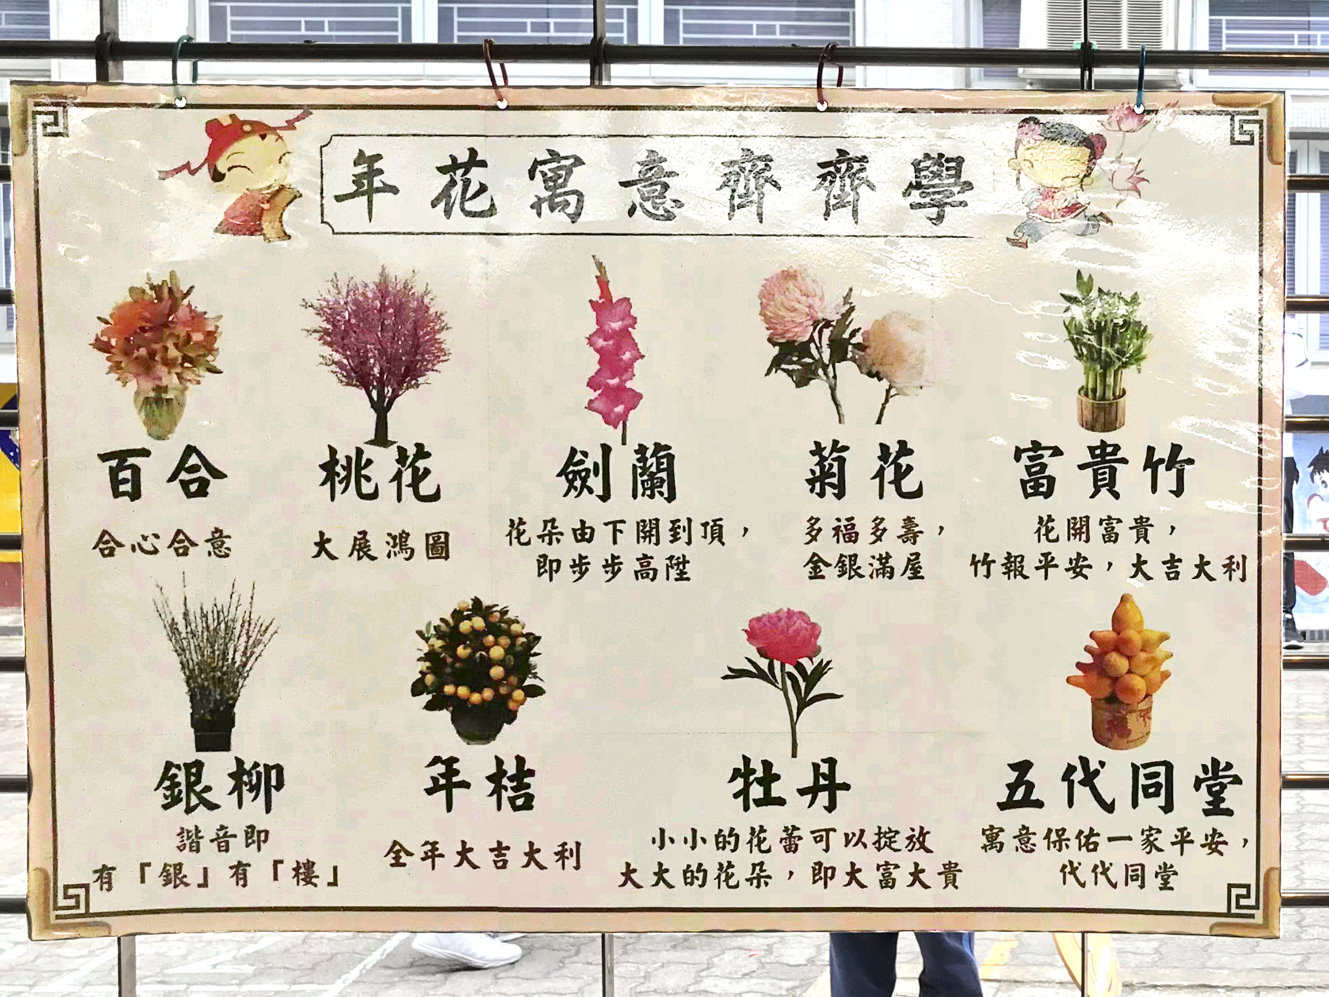 年花寓意齊齊學
百合
合心合意
桃花
大展鴻圖
劍蘭
花朵由下開到頂，
即步步高陞
菊花
多福多壽，
金銀滿屋
富貴竹
花開富貴，
竹報平安，大吉大利
銀柳
諧音即
有「銀」有「樓」
年桔
全年大吉大利
牡丹
小小的花蕾可以掟放
大大的花朵，即大富大貴
五代同堂
寓意保佑一家平安，
代代同堂